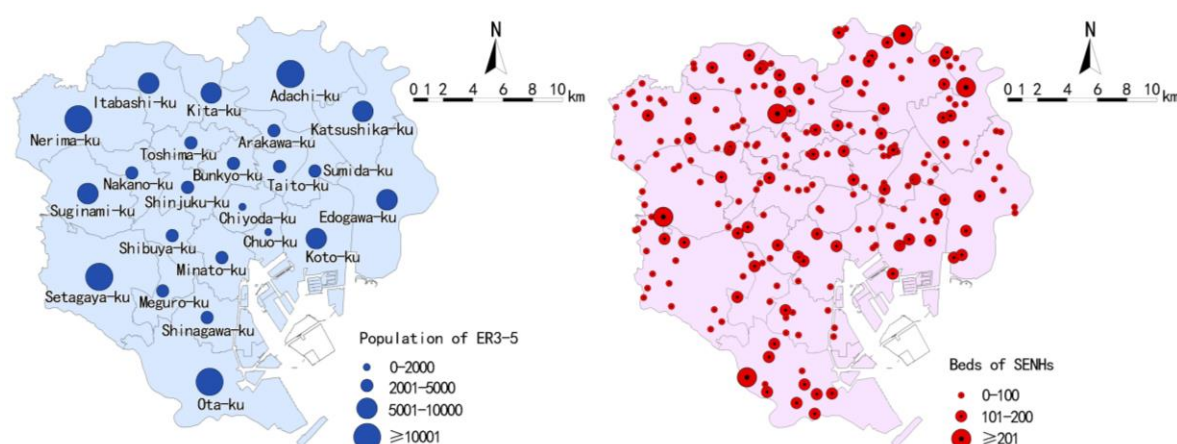 N
0 1 2 4 6 8 10 km
Itabashi-ku
Kita-ku
Adachi-ku
Nerima-ku
Katsushika-ku
Arakawa-ku
Toshima-ku
Bunkyo-ku
Taito-ku
Sumida-ku
Nakano-ku
Suginami-ku
Shinjuku-ku
Chiyoda-ku
Edogawa-ku
Shibuya-ku
Chuo-ku
Koto-ku
Minato-ku
Setagaya-ku
Meguro-ku
Shinagawa-ku
Ota-ku
Population of ER3-5
0-2000
2001-5000
5001-10000
≥10001
N
0 1 2 4 6 8 10 km
Beds of SENHs
0-100
101-200
≥201